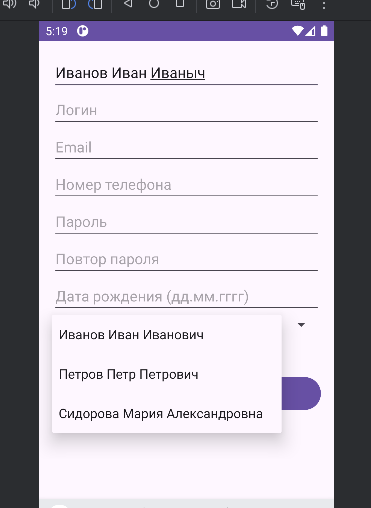 5:19
Иванов Иван Иваныч
Логин
Email
Номер телефона
Пароль
Повтор пароля
Дата рождения (дд.мм.гггг)
Иванов Иван Иванович
Петров Петр Петрович
Сидорова Мария Александровна